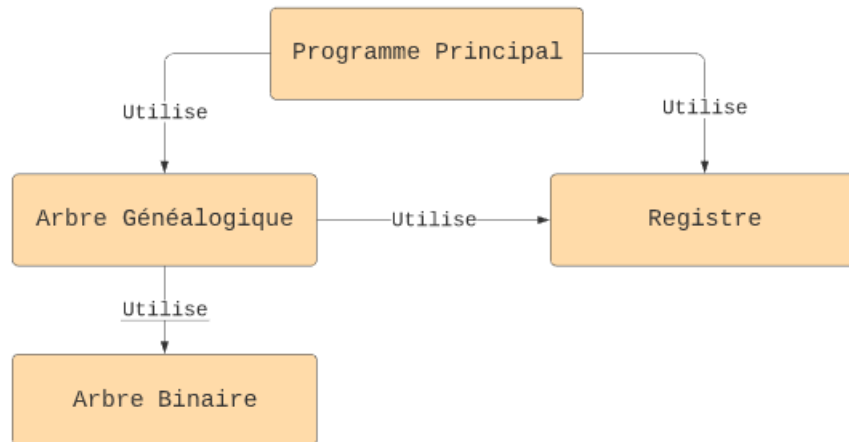 Programme Principal
Utilise
Utilise
Arbre Généalogique
Utilise
Registre
Utilise
Arbre Binaire